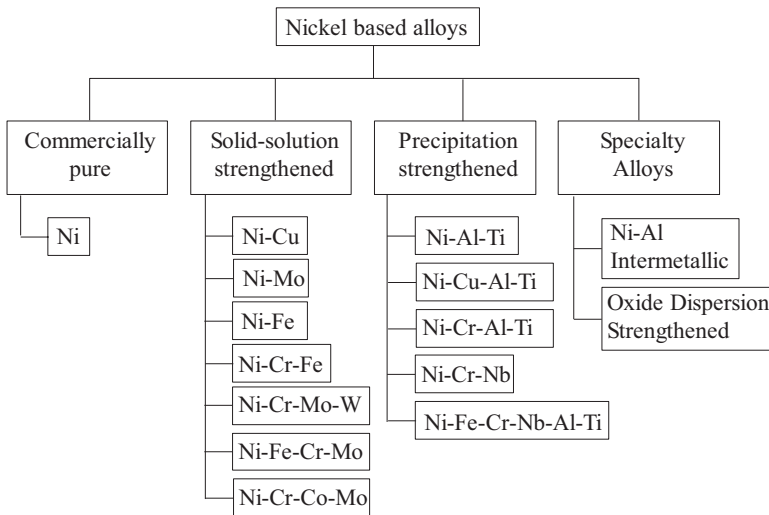 Nickel based alloys
Commercially
pure
Solid-solution
strengthened
Precipitation
strengthened
Specialty
Alloys
Ni
Ni-Cu
Ni-Mo
Ni-Fe
Ni-Cr-Fe
Ni-Cr-Mo-W
Ni-Fe-Cr-Mo
Ni-Cr-Co-Mo
Ni-Al-Ti
Ni-Cu-Al-Ti
Ni-Cr-Al-Ti
Ni-Cr-Nb
Ni-Fe-Cr-Nb-Al-Ti
Ni-Al
Intermetallic
Oxide Dispersion
Strengthened